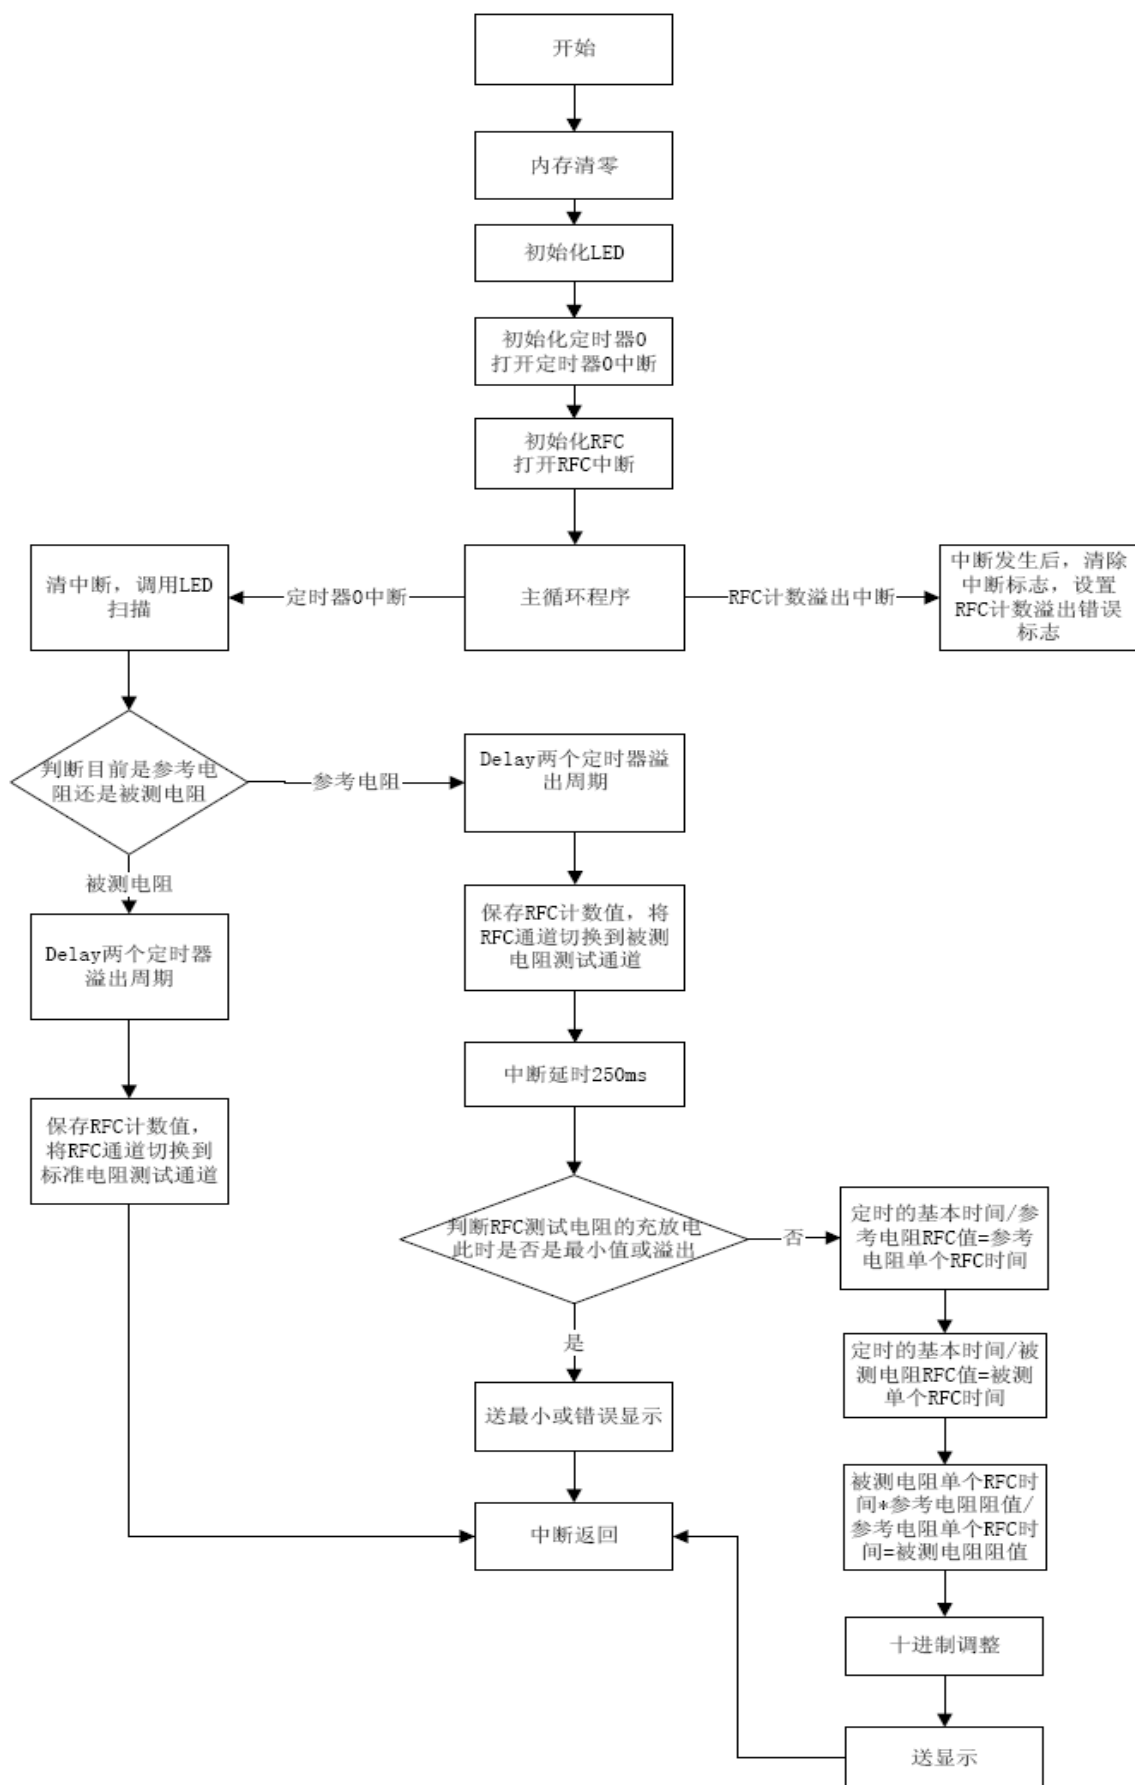 开始
内存清零
初始化LED
初始化定时器0
打开定时器0中断
初始化RFC
打开RFC中断
清中断，调用LED
扫描
定时器0中断
主循环程序
RFC计数溢出中断
中断发生后，清除
中断标志，设置
RFC计数溢出错误
标志
判断目前是参考电
阻还是被测电阻
参考电阻
Delay两个定时器溢
出周期
被测电阻
Delay两个定时器
溢出周期
保存RFC计数值，将
RFC通道切换到被测
电阻测试通道
中断延时250ms
保存RFC计数值，
将RFC通道切换到
标准电阻测试通道
判断RFC测试电阻的充放电
此时是否是最小值或溢出
否
定时的基本时间/参
考电阻RFC值=参考
电阻单个RFC时间
是
定时的基本时间/被
测电阻RFC值=被测
单个RFC时间
送最小或错误显示
被测电阻单个RFC时
间*参考电阻阻值/
参考电阻单个RFC时
间=被测电阻阻值
中断返回
十进制调整
送显示